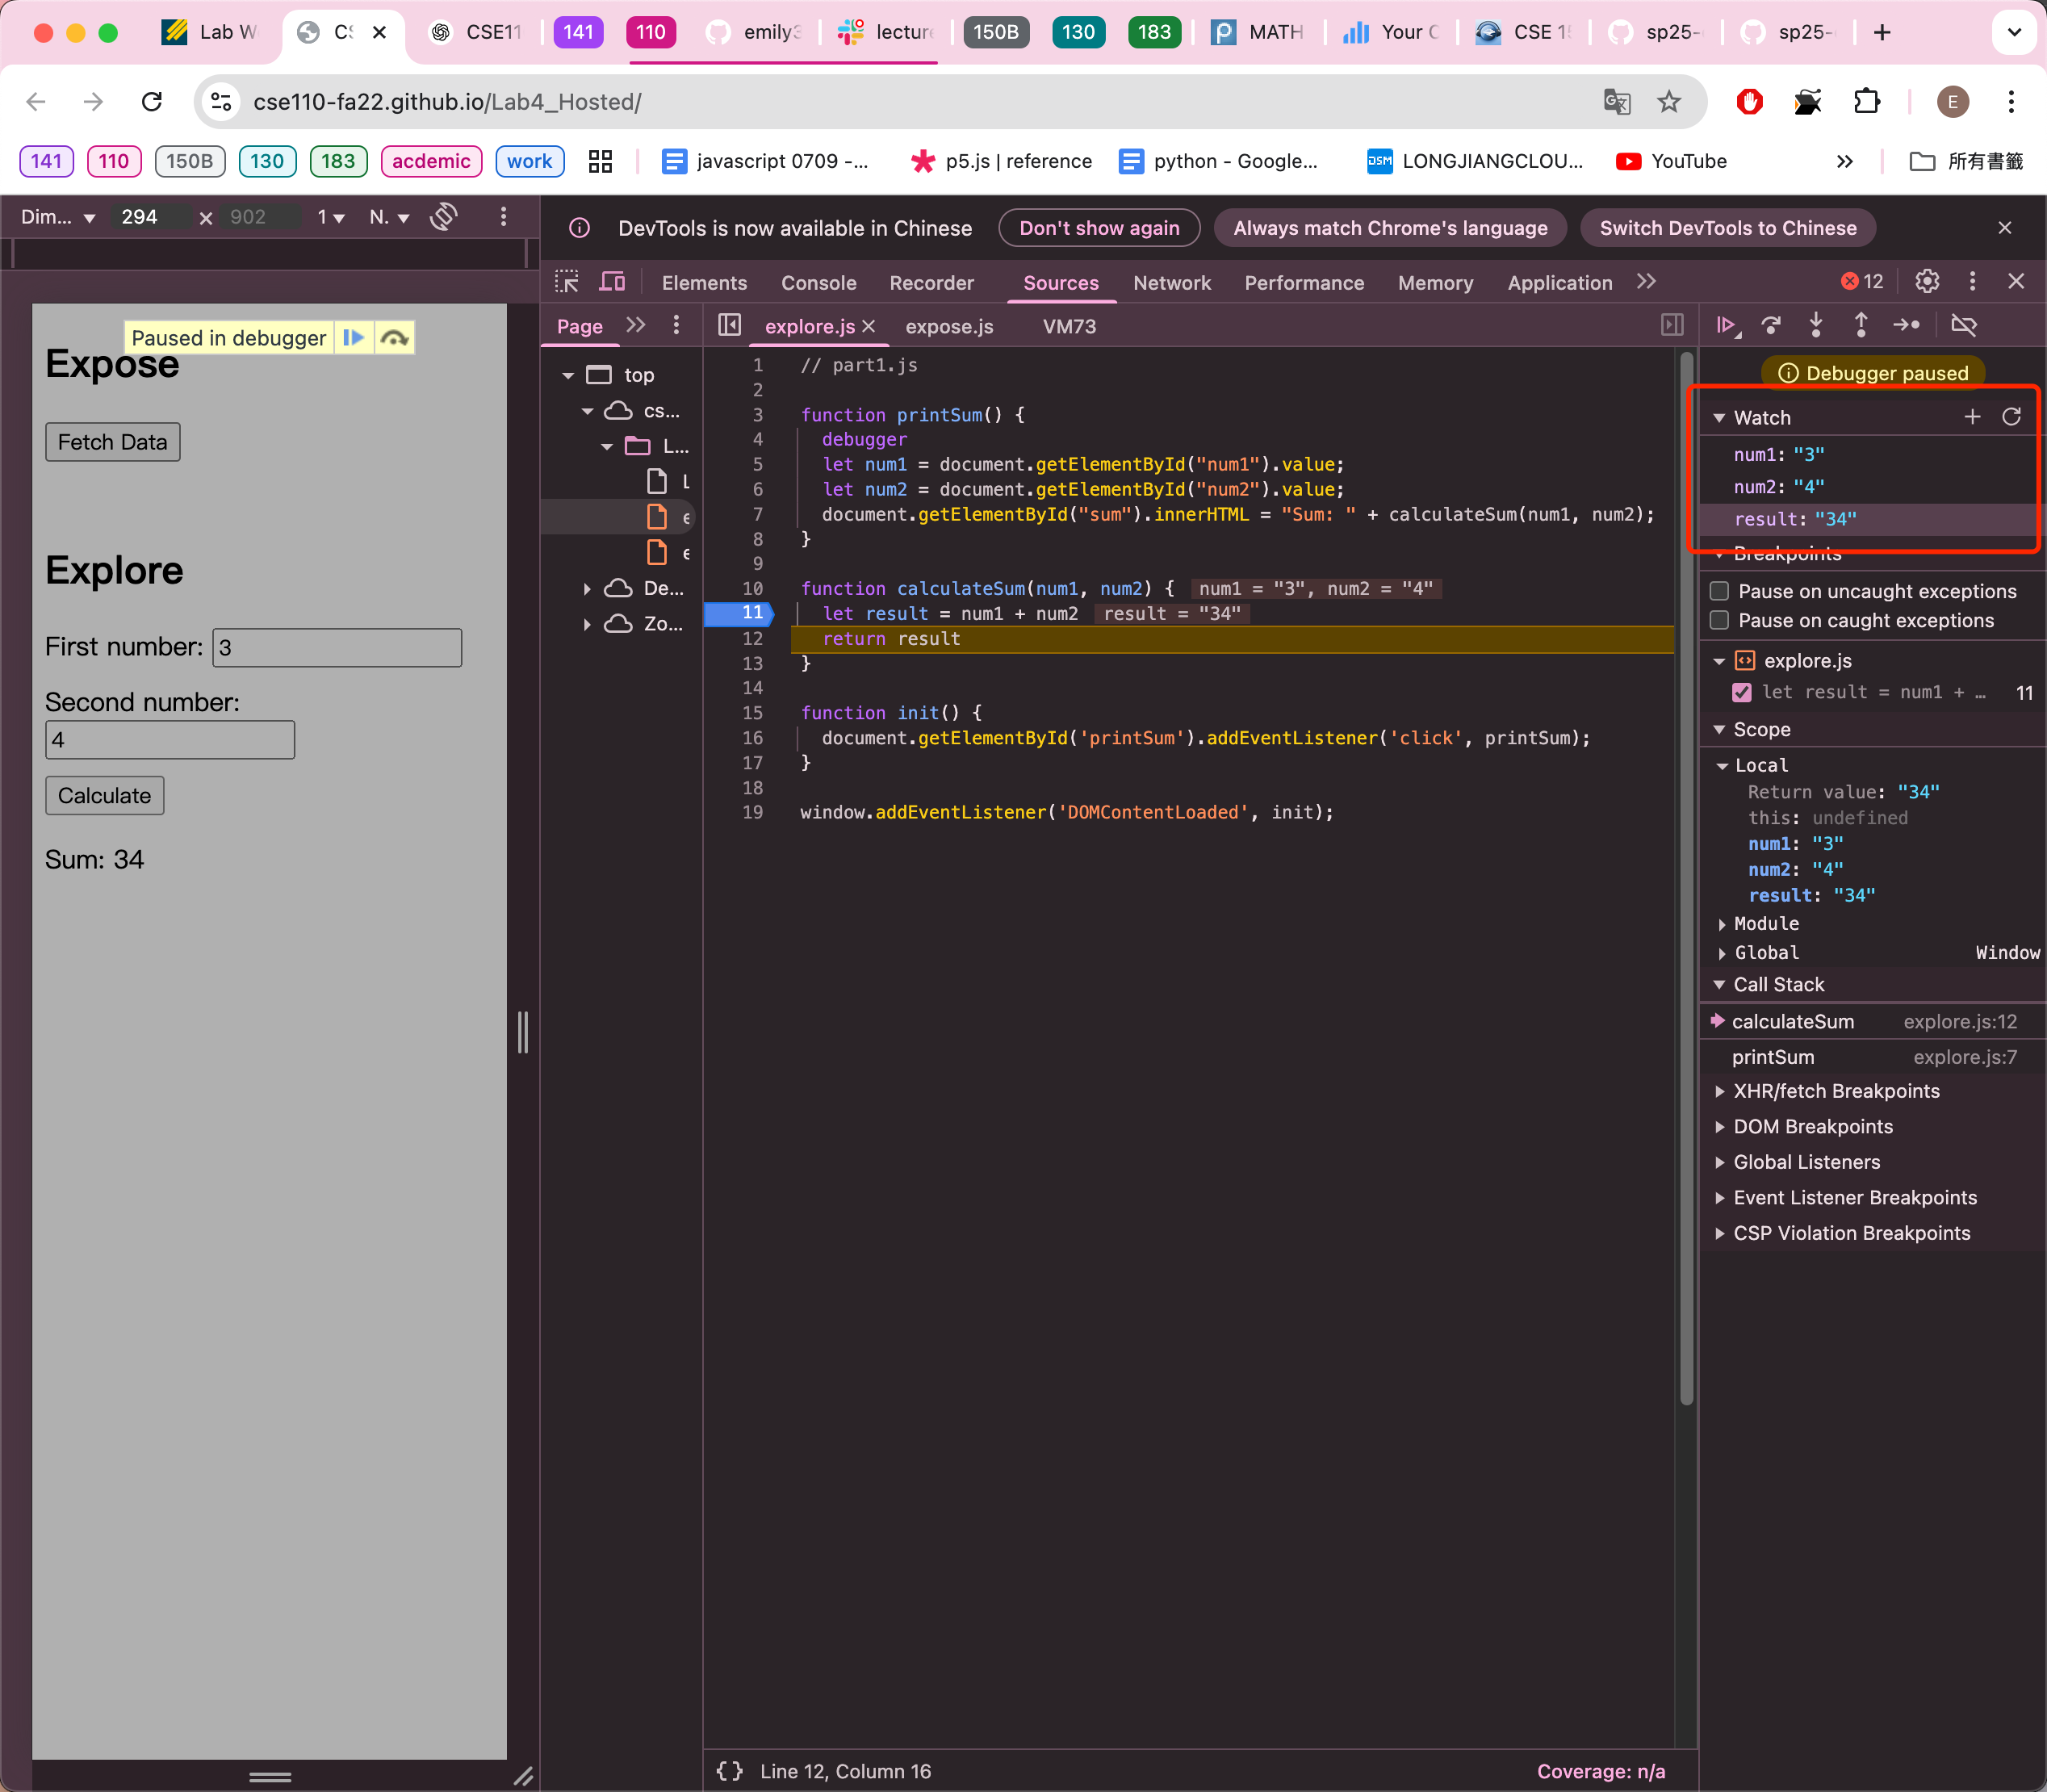 Lab W
CS
CSE11
141
110
emily3
lecture
150B
130
183
MATH
Your C
CSE 15
sp25-
sp25-
cse110-fa22.github.io/Lab4_Hosted/
E
141
110
150B
130
183
acdemic
work
javascript 0709 -...
p5.js | reference
python - Google...
DSM
LONGJIANGCLOU...
YouTube
所有書籤
Dim... 294 × 902 1 N.
DevTools is now available in Chinese
Don't show again
Always match Chrome's language
Switch DevTools to Chinese
Elements
Console
Recorder
Sources
Network
Performance
Memory
Application
12
Paused in debugger
Expose
Fetch Data
Explore
First number: 3
Second number:
4
Calculate
Sum: 34
Page
top
cs...
L...
L
e
e
De...
Zo...
explore.js
expose.js
VM73
1 // part1.js
2
3 function printSum() {
4 debugger
5 let num1 = document.getElementById("num1").value;
6 let num2 = document.getElementById("num2").value;
7 document.getElementById("sum").innerHTML = "Sum: " + calculateSum(num1, num2);
8 }
9
10 function calculateSum(num1, num2) { num1 = "3", num2 = "4"
11 let result = num1 + num2 result = "34"
12 return result
13 }
14
15 function init() {
16 document.getElementById('printSum').addEventListener('click', printSum);
17 }
18
19 window.addEventListener('DOMContentLoaded', init);
{} Line 12, Column 16
Coverage: n/a
Debugger paused
Watch
num1: "3"
num2: "4"
result: "34"
Breakpoints
Pause on uncaught exceptions
Pause on caught exceptions
explore.js
let result = num1 + … 11
Scope
Local
Return value: "34"
this: undefined
num1: "3"
num2: "4"
result: "34"
Module
Global Window
Call Stack
calculateSum explore.js:12
printSum explore.js:7
XHR/fetch Breakpoints
DOM Breakpoints
Global Listeners
Event Listener Breakpoints
CSP Violation Breakpoints